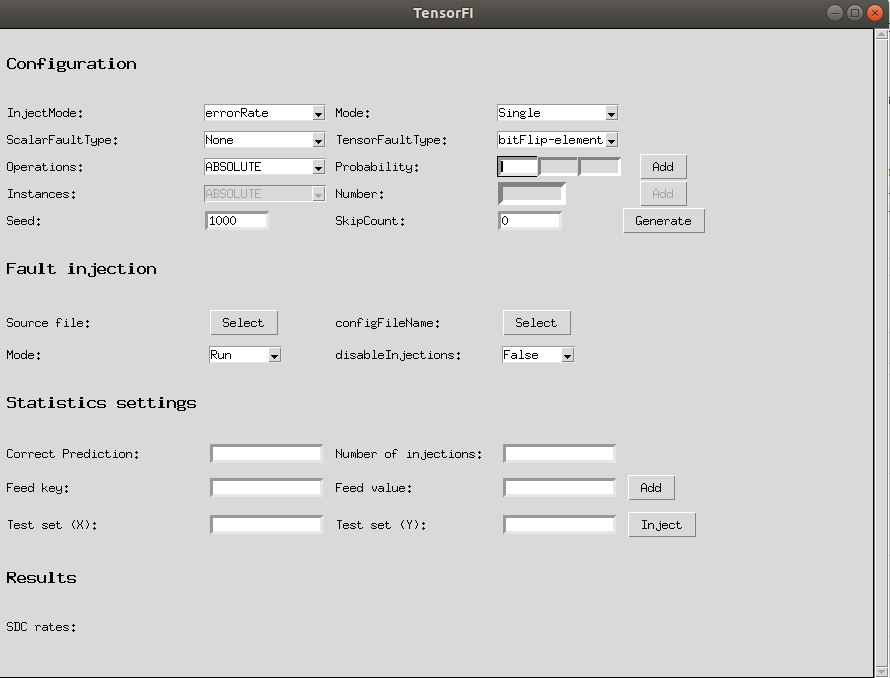 TensorFI
Configuration
InjectMode: errorRate Mode: Single
ScalarFaultType: None TensorFaultType: bitFlip-element
Operations: ABSOLUTE Probability: Add
Instances: ABSOLUTE Number: Add
Seed: 1000 SkipCount: 0 Generate
Fault injection
Source file: Select configFileName: Select
Mode: Run disableInjections: False
Statistics settings
Correct Prediction: Number of injections:
Feed key: Feed value: Add
Test set (X): Test set (Y): Inject
Results
SDC rates: